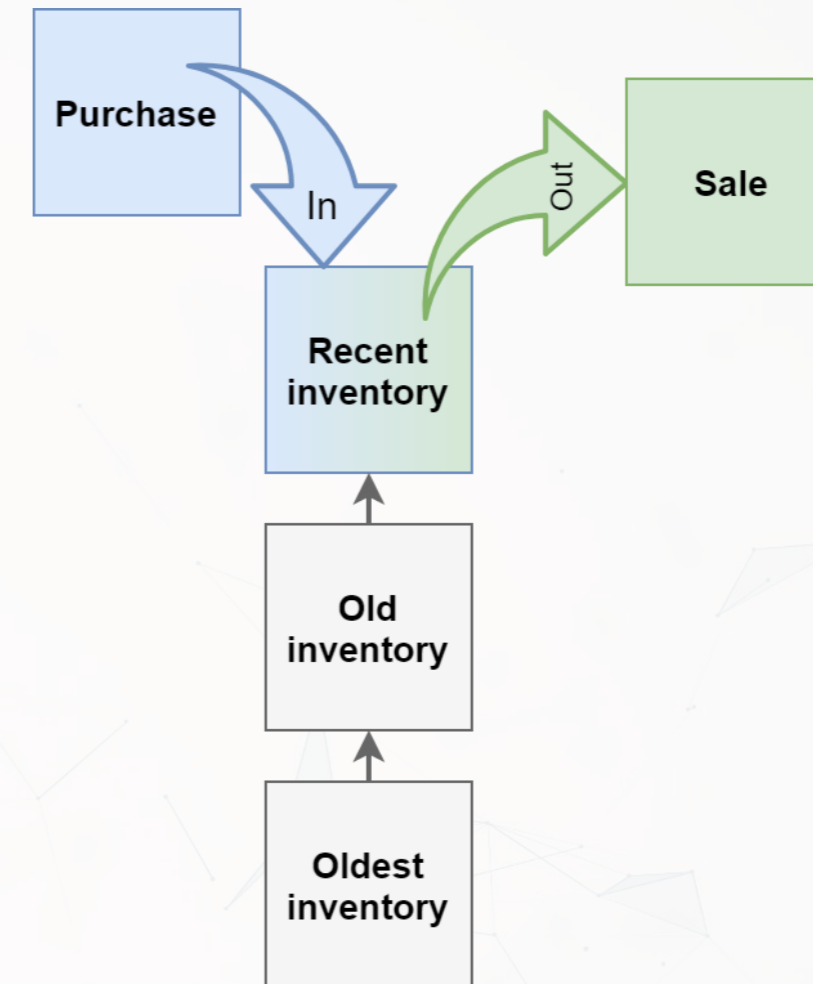 Purchase
In
Out
Sale
Recent
inventory
Old
inventory
Oldest
inventory